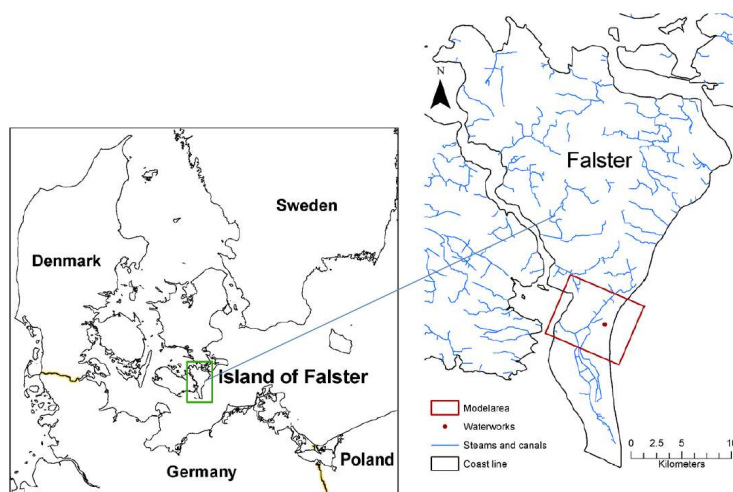 Denmark
Sweden
Island of Falster
Germany
Poland
N
Falster
Modelarea
Waterworks
Steams and canals
Coast line
0 2.5 5 10
Kilometers